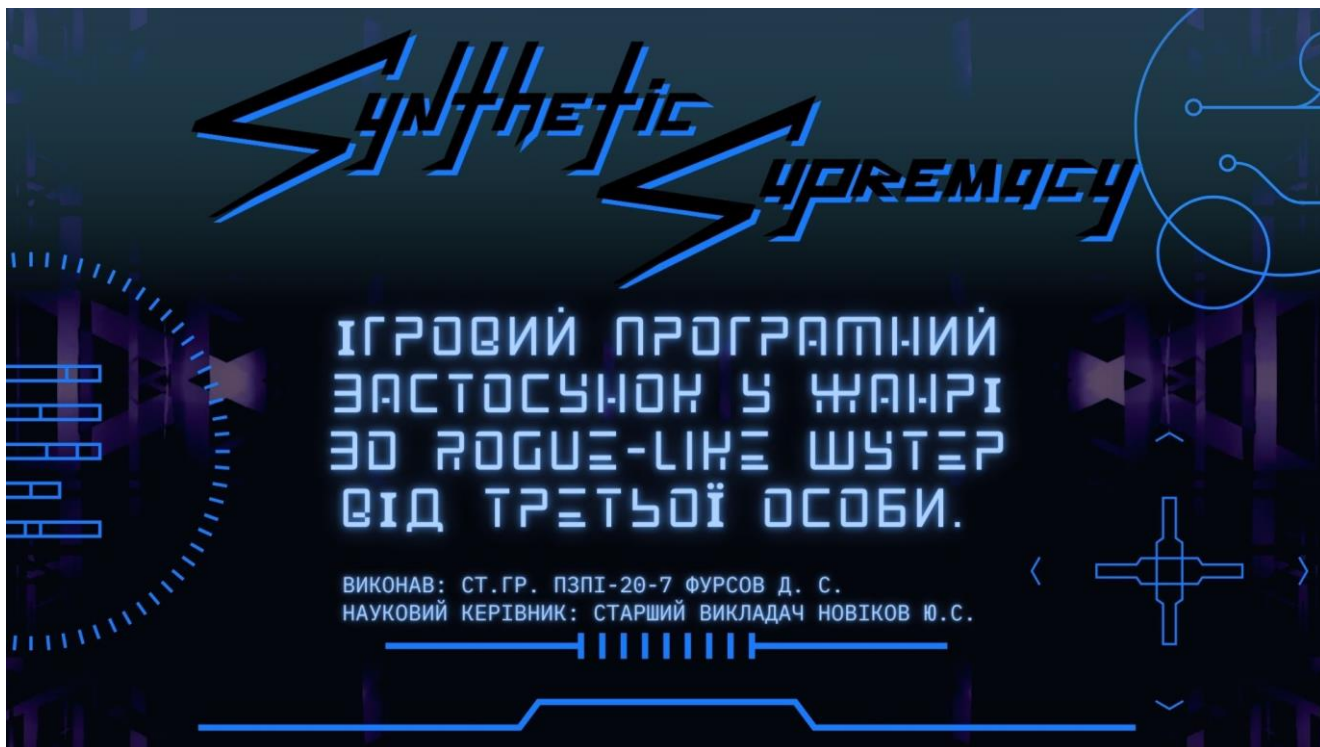 Synthetic
Supremacy
ІГРОВИЙ ПРОГРАМНИЙ
ЗАСТОСУНОК У ЖАНРІ
3D ROGUE-LIKE ШУТЕР
ВІД ТРЕТЬОЇ ОСОБИ.
ВИКОНАВ: СТ.ГР. ПЗПІ-20-7 ФУРСОВ Д. С.
НАУКОВИЙ КЕРІВНИК: СТАРШИЙ ВИКЛАДАЧ НОВІКОВ Ю.С.